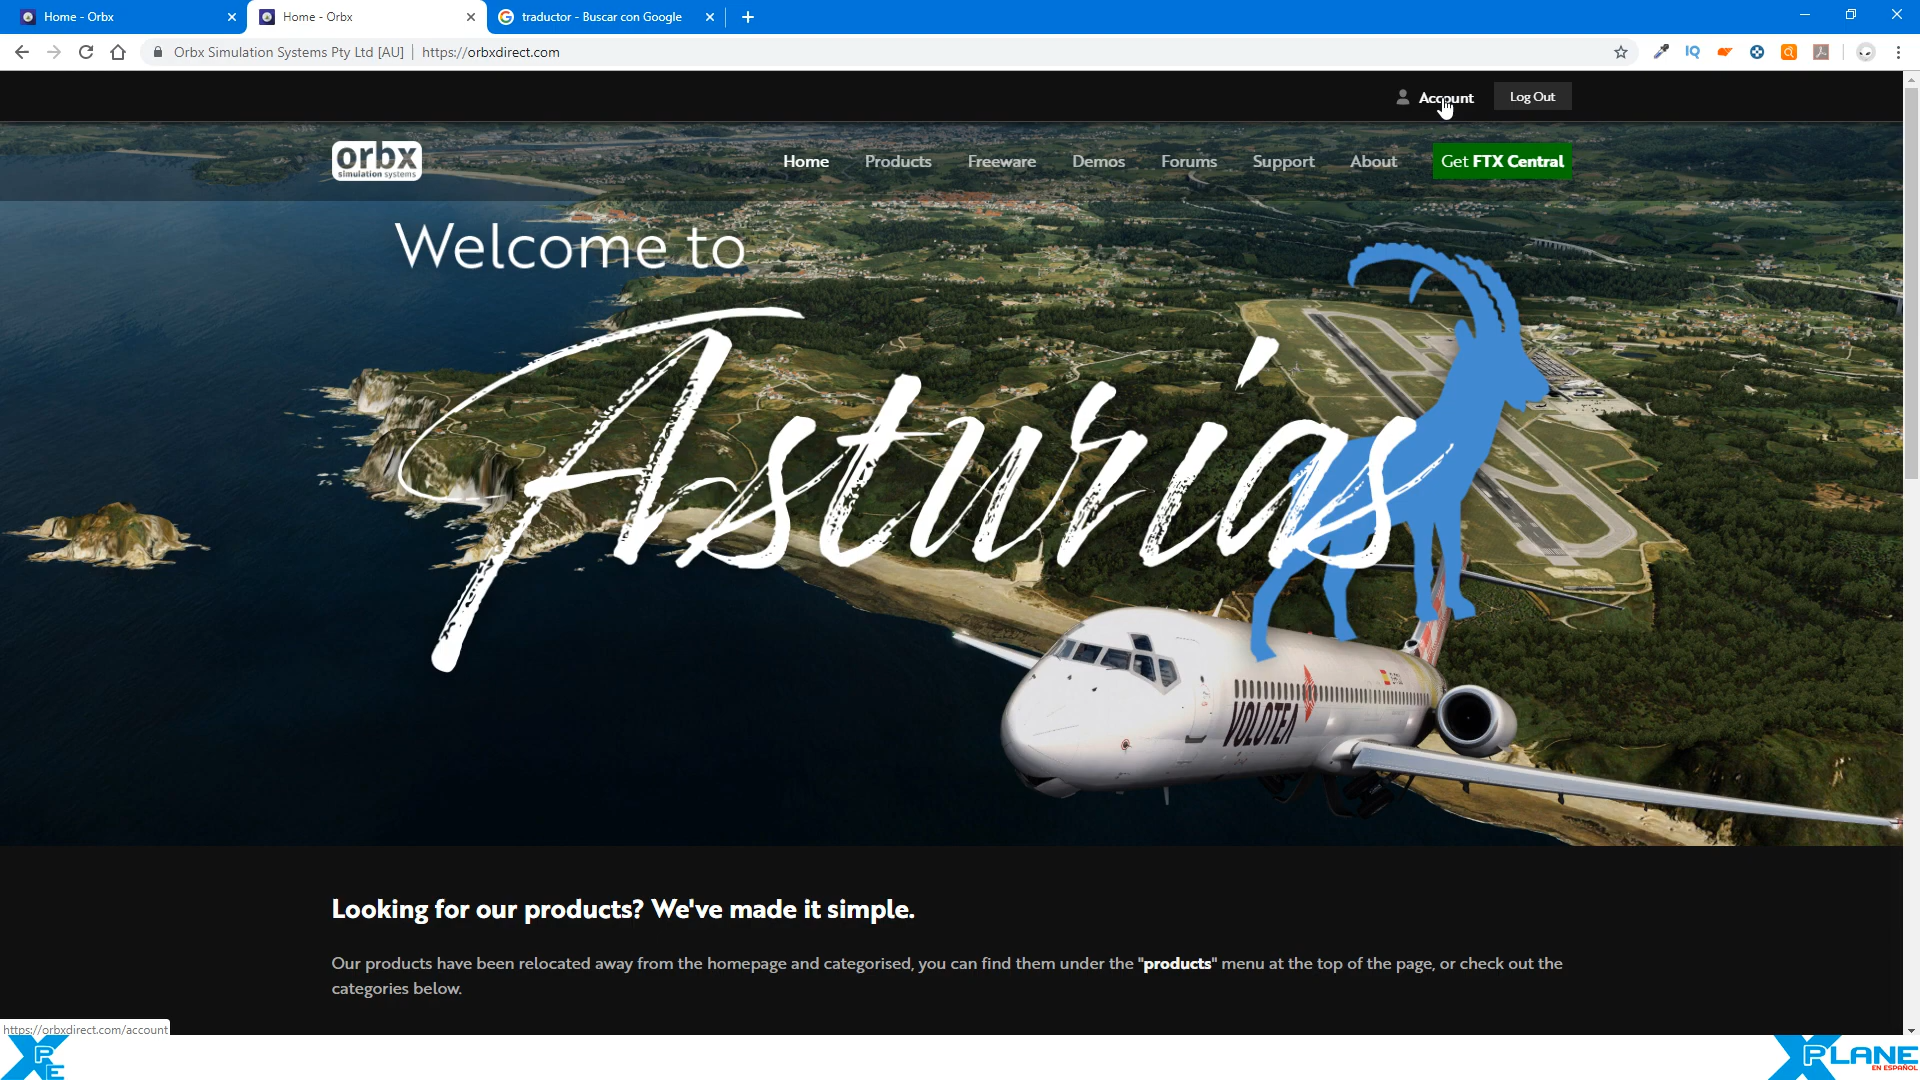 Home - Orbx
Home - Orbx
traductor - Buscar con Google
Orbx Simulation Systems Pty Ltd [AU] | https://orbxdirect.com
IQ
Account
Log Out
orbx
simulation systems
Home
Products
Freeware
Demos
Forums
Support
About
Get FTX Central
Welcome to
Asturias
VOLOTEA
Looking for our products? We've made it simple.
Our products have been relocated away from the homepage and categorised, you can find them under the "products" menu at the top of the page, or check out the
categories below.
https://orbxdirect.com/account
XPE
XPLANE
EN ESPAÑOL